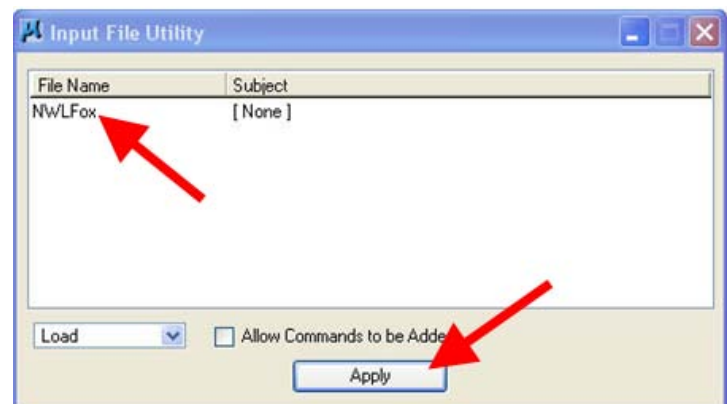 Input File Utility
File Name Subject
NWLFox [ None ]
Load Allow Commands to be Adde
Apply